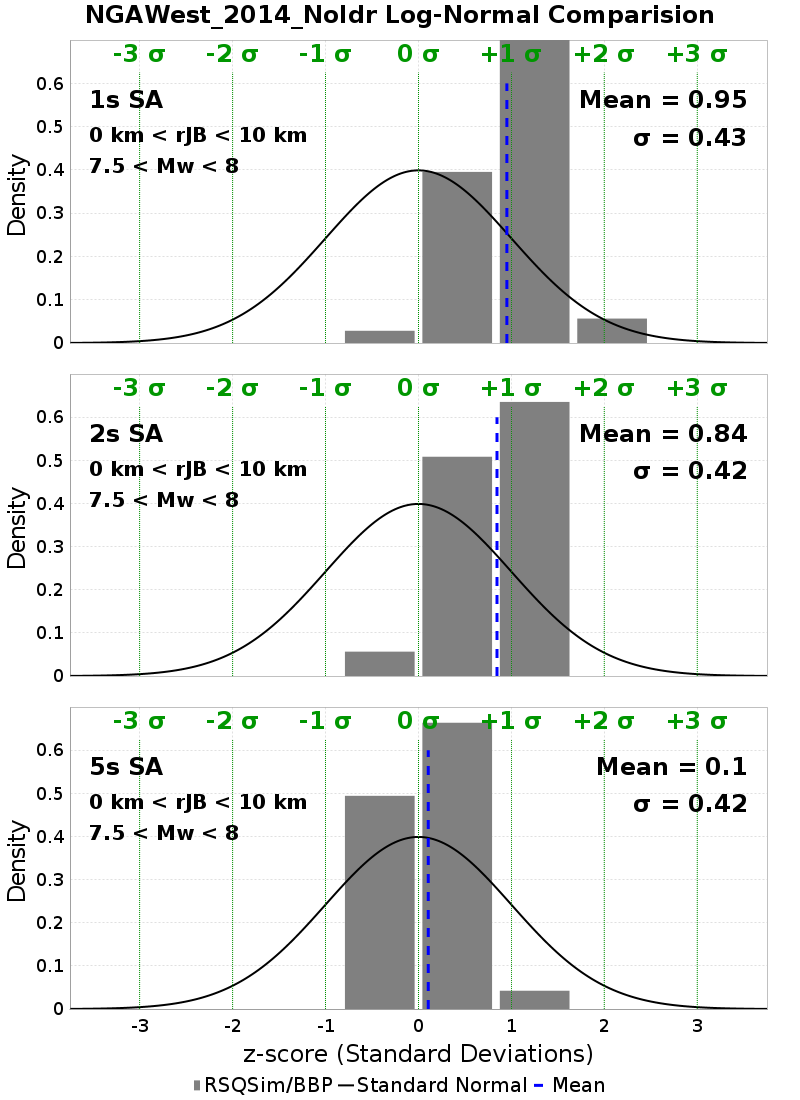 NGAWest_2014_NoIdr Log-Normal Comparision
-3 σ -2 σ -1 σ 0 σ +1 σ +2 σ +3 σ
1s SA
Mean = 0.95
0 km < rJB < 10 km
σ = 0.43
7.5 < Mw < 8
Density
0.6
0.5
0.4
0.3
0.2
0.1
0
-3 σ -2 σ -1 σ 0 σ +1 σ +2 σ +3 σ
2s SA
Mean = 0.84
0 km < rJB < 10 km
σ = 0.42
7.5 < Mw < 8
Density
0.6
0.5
0.4
0.3
0.2
0.1
0
-3 σ -2 σ -1 σ 0 σ +1 σ +2 σ +3 σ
5s SA
Mean = 0.1
0 km < rJB < 10 km
σ = 0.42
7.5 < Mw < 8
Density
0.6
0.5
0.4
0.3
0.2
0.1
0
-3 -2 -1 0 1 2 3
z-score (Standard Deviations)
RSQSim/BBP Standard Normal Mean